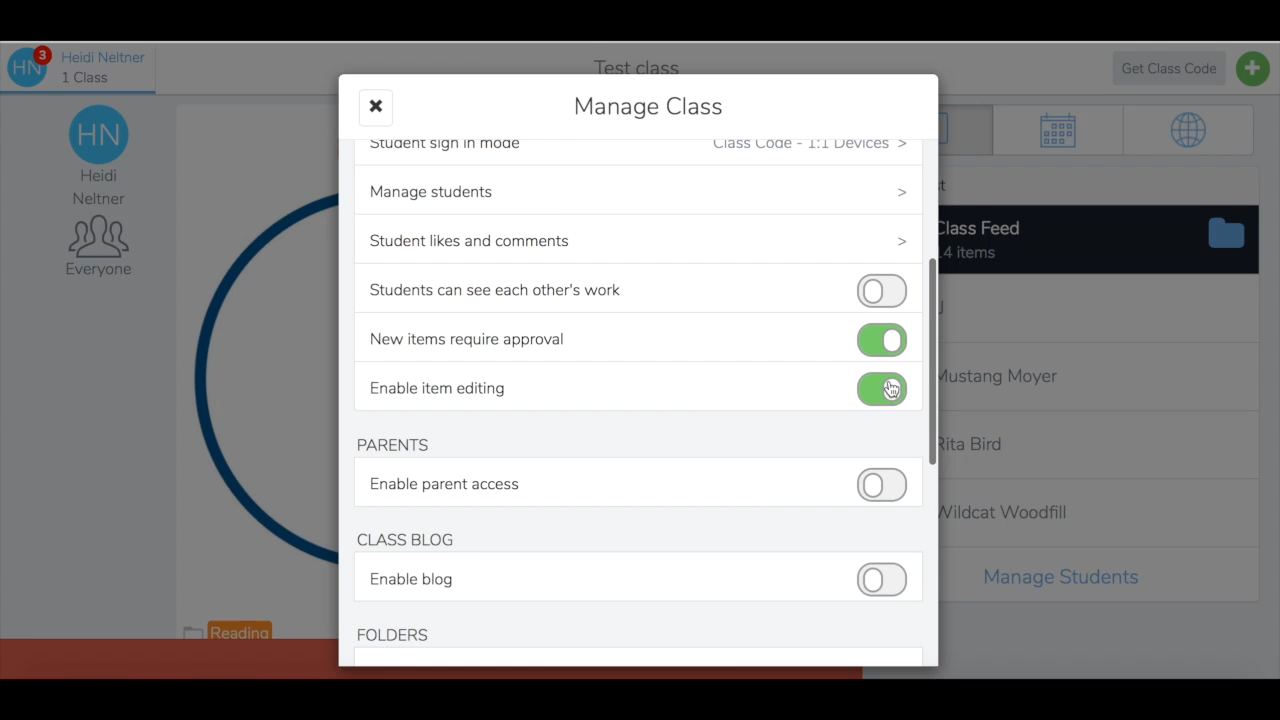 HN
3
Heidi Neltner
1 Class
Test class
Get Class Code
HN
Heidi
Neltner
Everyone
Manage Class
Student sign in mode
Class Code - 1:1 Devices >
Manage students >
Student likes and comments >
Students can see each other's work
New items require approval
Enable item editing
PARENTS
Enable parent access
CLASS BLOG
Enable blog
FOLDERS
Class Feed
14 items
Mustang Moyer
Rita Bird
Wildcat Woodfill
Manage Students
Reading